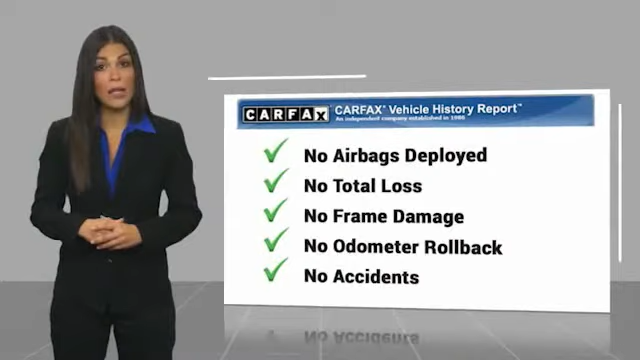 CARFAX CARFAX® Vehicle History Report™
An independent company established in 1986
No Airbags Deployed
No Total Loss
No Frame Damage
No Odometer Rollback
No Accidents